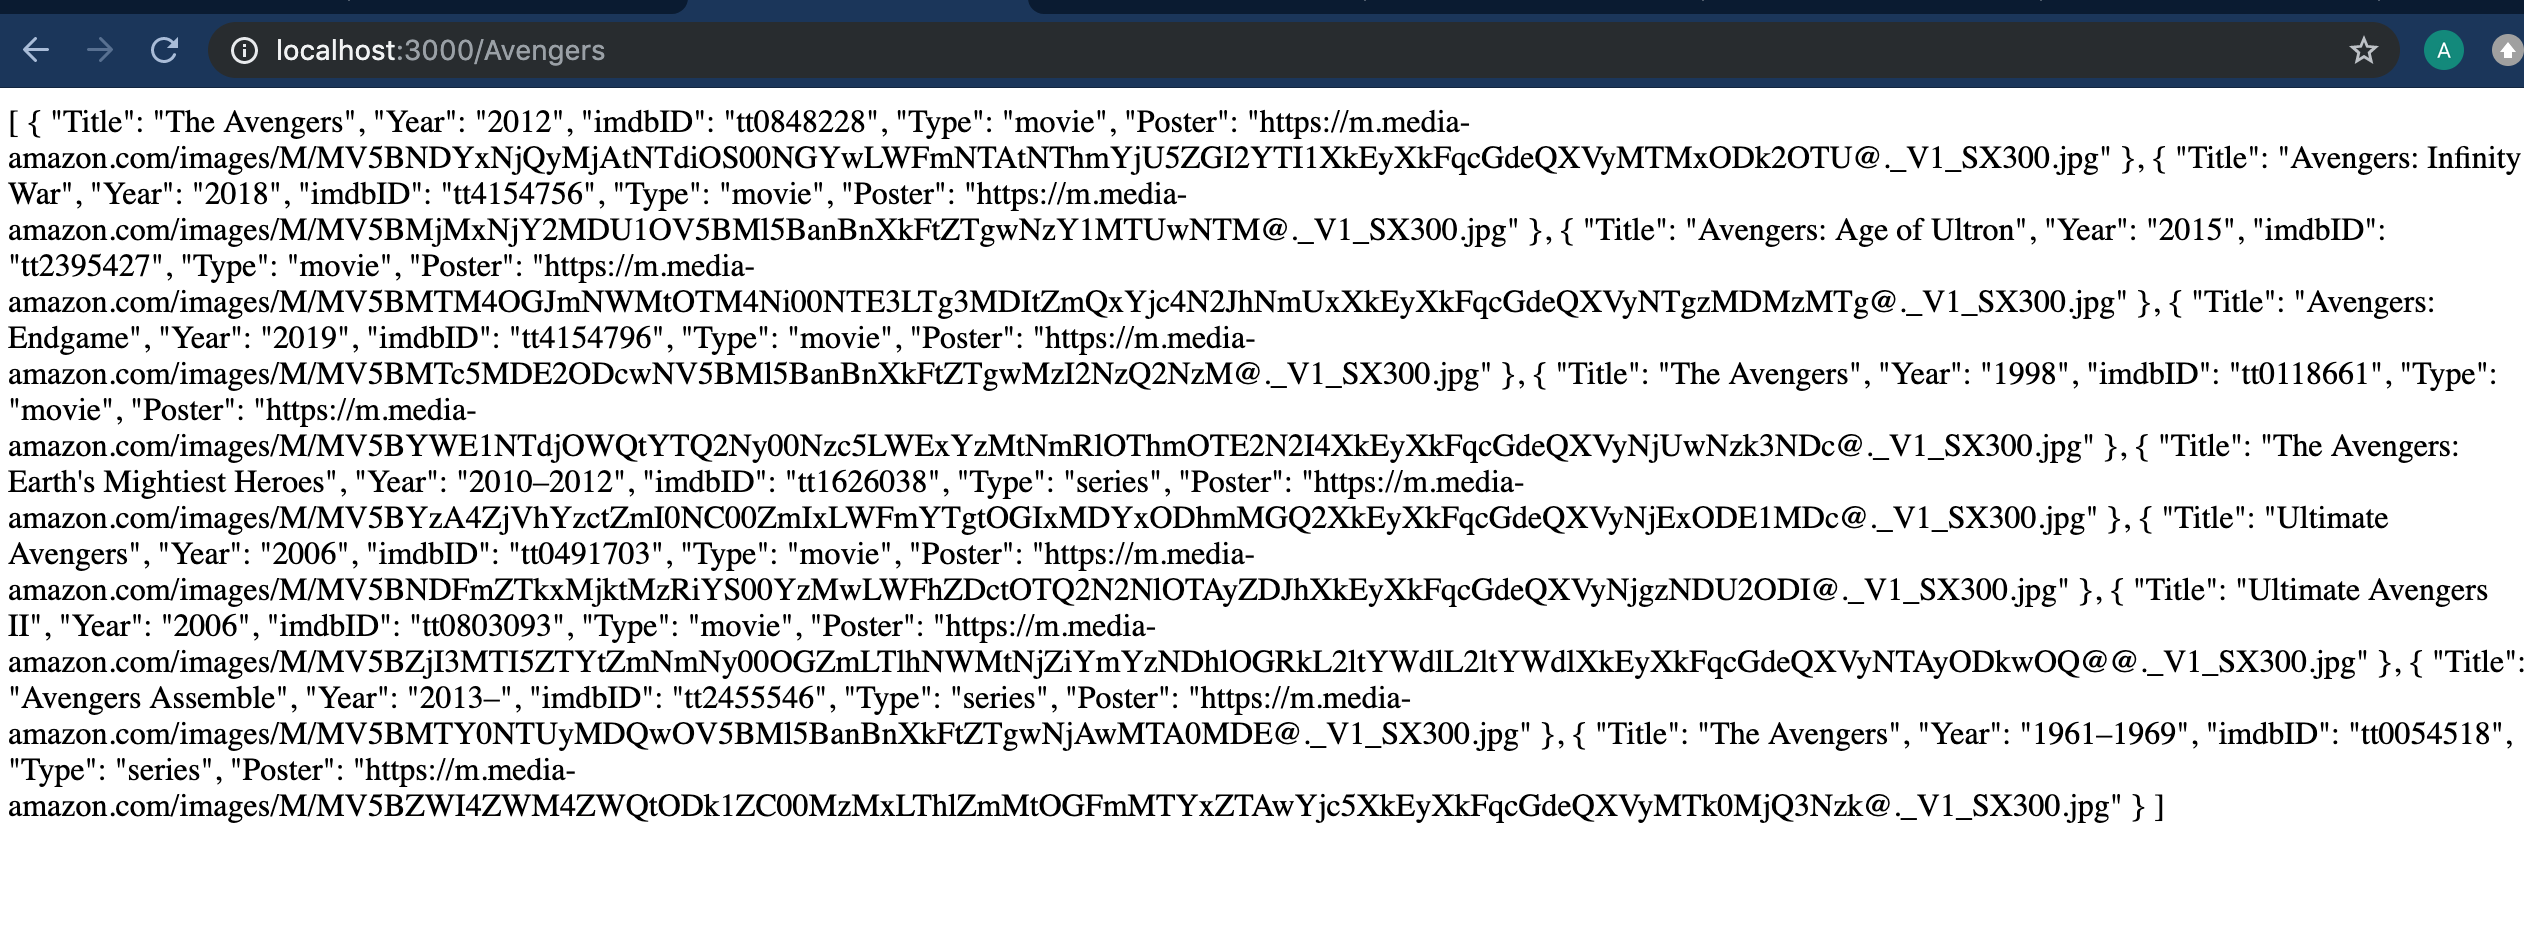 localhost:3000/Avengers
A
[ { "Title": "The Avengers", "Year": "2012", "imdbID": "tt0848228", "Type": "movie", "Poster": "https://m.media-
amazon.com/images/M/MV5BNDYxNjQyMjAtNTdiOS00NGYwLWFmNTAtNThmYjU5ZGI2YTI1XkEyXkFqcGdeQXVyMTMxODk2OTU@._V1_SX300.jpg" }, { "Title": "Avengers: Infinity
War", "Year": "2018", "imdbID": "tt4154756", "Type": "movie", "Poster": "https://m.media-
amazon.com/images/M/MV5BMjMxNjY2MDU1OV5BMl5BanBnXkFtZTgwNzY1MTUwNTM@._V1_SX300.jpg" }, { "Title": "Avengers: Age of Ultron", "Year": "2015", "imdbID":
"tt2395427", "Type": "movie", "Poster": "https://m.media-
amazon.com/images/M/MV5BMTM4OGJmNWMtOTM4Ni00NTE3LTg3MDItZmQxYjc4N2JhNmUxXkEyXkFqcGdeQXVyNTgzMDMzMTg@._V1_SX300.jpg" }, { "Title": "Avengers:
Endgame", "Year": "2019", "imdbID": "tt4154796", "Type": "movie", "Poster": "https://m.media-
amazon.com/images/M/MV5BMTc5MDE2ODcwNV5BMl5BanBnXkFtZTgwMzI2NzQ2NzM@._V1_SX300.jpg" }, { "Title": "The Avengers", "Year": "1998", "imdbID": "tt0118661", "Type":
"movie", "Poster": "https://m.media-
amazon.com/images/M/MV5BYWE1NTdjOWQtYTQ2Ny00Nzc5LWExYzMtNmRlOThmOTE2N2I4XkEyXkFqcGdeQXVyNjUwNzk3NDc@._V1_SX300.jpg" }, { "Title": "The Avengers:
Earth's Mightiest Heroes", "Year": "2010–2012", "imdbID": "tt1626038", "Type": "series", "Poster": "https://m.media-
amazon.com/images/M/MV5BYzA4ZjVhYzctZmI0NC00ZmIxLWFmYTgtOGIxMDYxODhmMGQ2XkEyXkFqcGdeQXVyNjExODE1MDc@._V1_SX300.jpg" }, { "Title": "Ultimate
Avengers", "Year": "2006", "imdbID": "tt0491703", "Type": "movie", "Poster": "https://m.media-
amazon.com/images/M/MV5BNDFmZTkxMjktMzRiYS00YzMwLWFhZDctOTQ2N2NlOTAyZDJhXkEyXkFqcGdeQXVyNjgzNDU2ODI@._V1_SX300.jpg" }, { "Title": "Ultimate Avengers
II", "Year": "2006", "imdbID": "tt0803093", "Type": "movie", "Poster": "https://m.media-
amazon.com/images/M/MV5BZjI3MTI5ZTYtZmNmNy00OGZmLTlhNWMtNjZiYmYzNDhlOGRkL2ltYWdlL2ltYWdlXkEyXkFqcGdeQXVyNTAyODkwOQ@@._V1_SX300.jpg" }, { "Title":
"Avengers Assemble", "Year": "2013–", "imdbID": "tt2455546", "Type": "series", "Poster": "https://m.media-
amazon.com/images/M/MV5BMTY0NTUyMDQwOV5BMl5BanBnXkFtZTgwNjAwMTA0MDE@._V1_SX300.jpg" }, { "Title": "The Avengers", "Year": "1961–1969", "imdbID": "tt0054518",
"Type": "series", "Poster": "https://m.media-
amazon.com/images/M/MV5BZWI4ZWM4ZWQtODk1ZC00MzMxLThlZmMtOGFmMTYxZTAwYjc5XkEyXkFqcGdeQXVyMTk0MjQ3Nzk@._V1_SX300.jpg" } ]